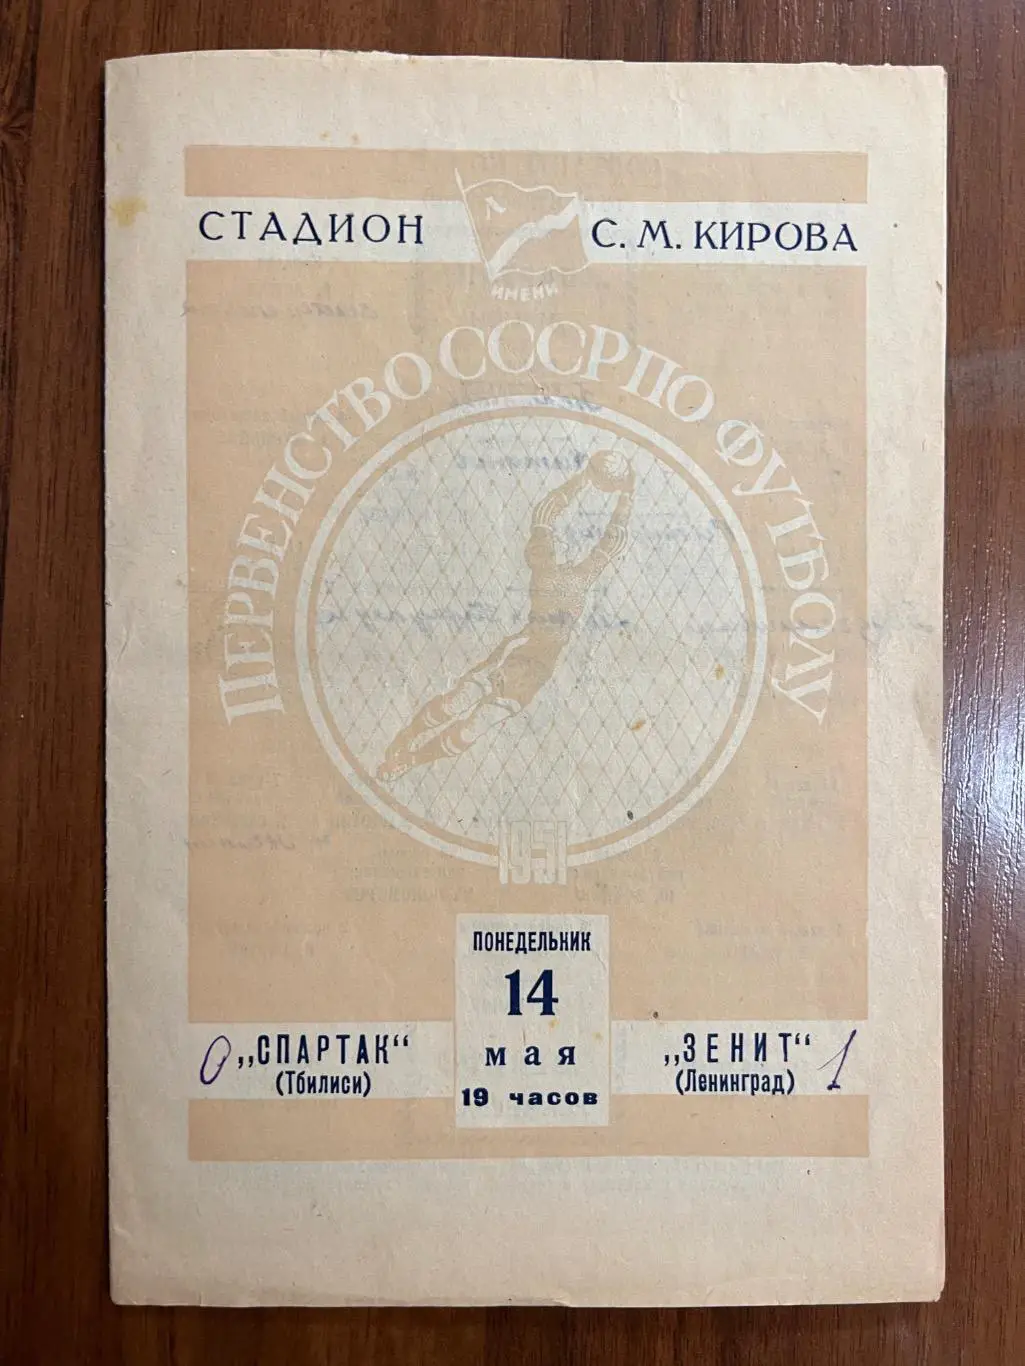 СТАДИОН
Л
ИМЕНИ
С. М. КИРОВА
ПЕРВЕНСТВО СССР ПО ФУТБОЛУ
1951
ПОНЕДЕЛЬНИК
14
мая
19 часов
0 „СПАРТАК“
(Тбилиси)
„ЗЕНИТ“ 1
(Ленинград)